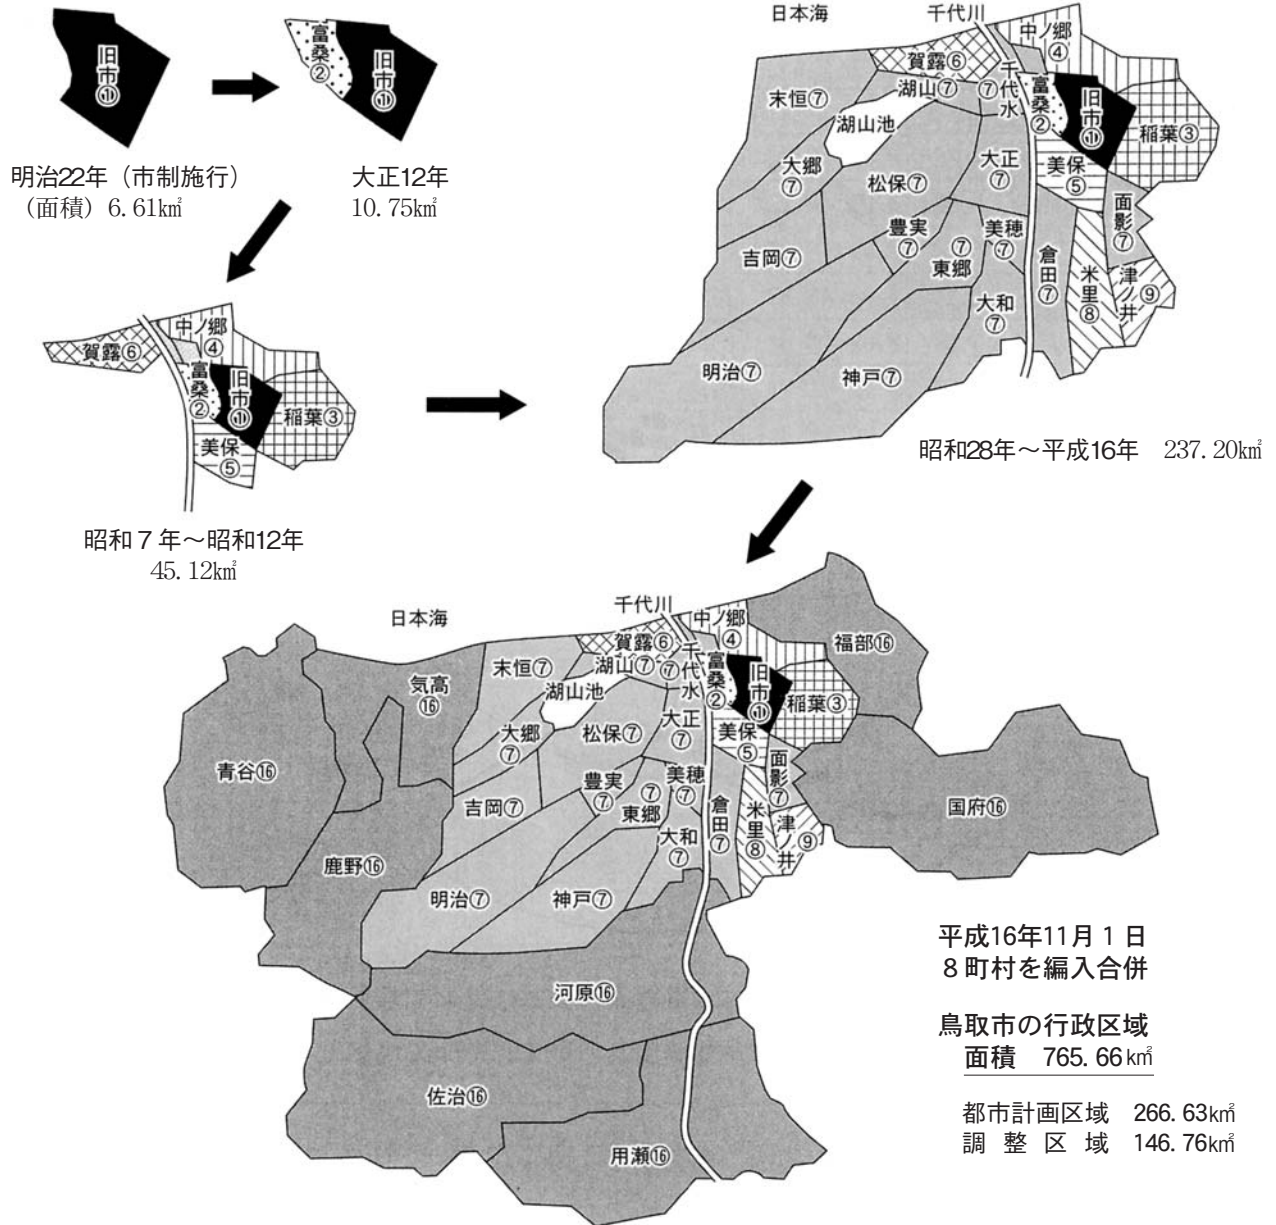 旧市①
明治22年（市制施行）
（面積）6.61k㎡
富桑②
旧市①
大正12年
10.75k㎡
中ノ郷④
賀露⑥
富桑②
旧市①
稲葉③
美保⑤
昭和７年～昭和12年
45.12k㎡
日本海
千代川
中ノ郷④
賀露⑥
千代水⑦
湖山⑦
末恒⑦
富桑②
旧市①
稲葉③
湖山池
大郷⑦
松保⑦
大正⑦
美保⑤
面影⑦
豊実⑦
東郷⑦
美穂⑦
吉岡⑦
倉田⑦
米里⑧
津ノ井⑨
大和⑦
明治⑦
神戸⑦
昭和28年～平成16年　237.20k㎡
日本海
千代川
中ノ郷④
福部⑯
賀露⑥
千代水⑦
湖山⑦
末恒⑦
富桑②
旧市①
稲葉③
気高⑯
湖山池
大郷⑦
松保⑦
大正⑦
美保⑤
面影⑦
青谷⑯
豊実⑦
東郷⑦
美穂⑦
吉岡⑦
倉田⑦
米里⑧
津ノ井⑨
国府⑯
大和⑦
鹿野⑯
明治⑦
神戸⑦
河原⑯
佐治⑯
用瀬⑯
平成16年11月１日
８町村を編入合併
鳥取市の行政区域
面積　765.66k㎡
都市計画区域　266.63k㎡
調整区域　146.76k㎡